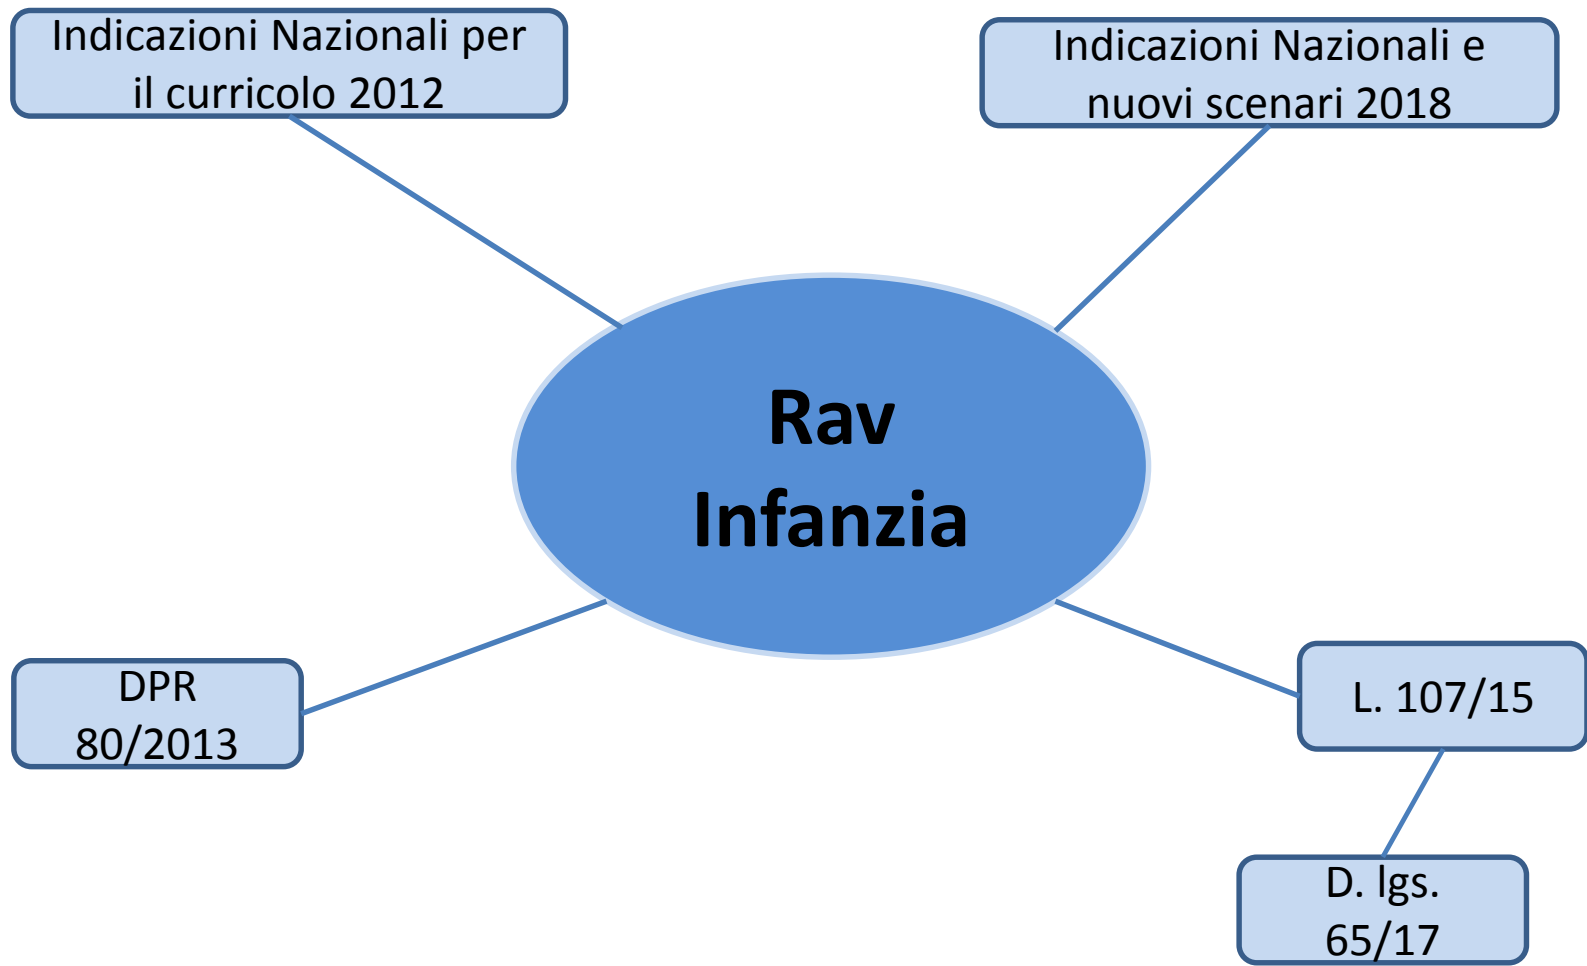 Indicazioni Nazionali per
il curricolo 2012
Indicazioni Nazionali e
nuovi scenari 2018
Rav
Infanzia
DPR
80/2013
L. 107/15
D. lgs.
65/17